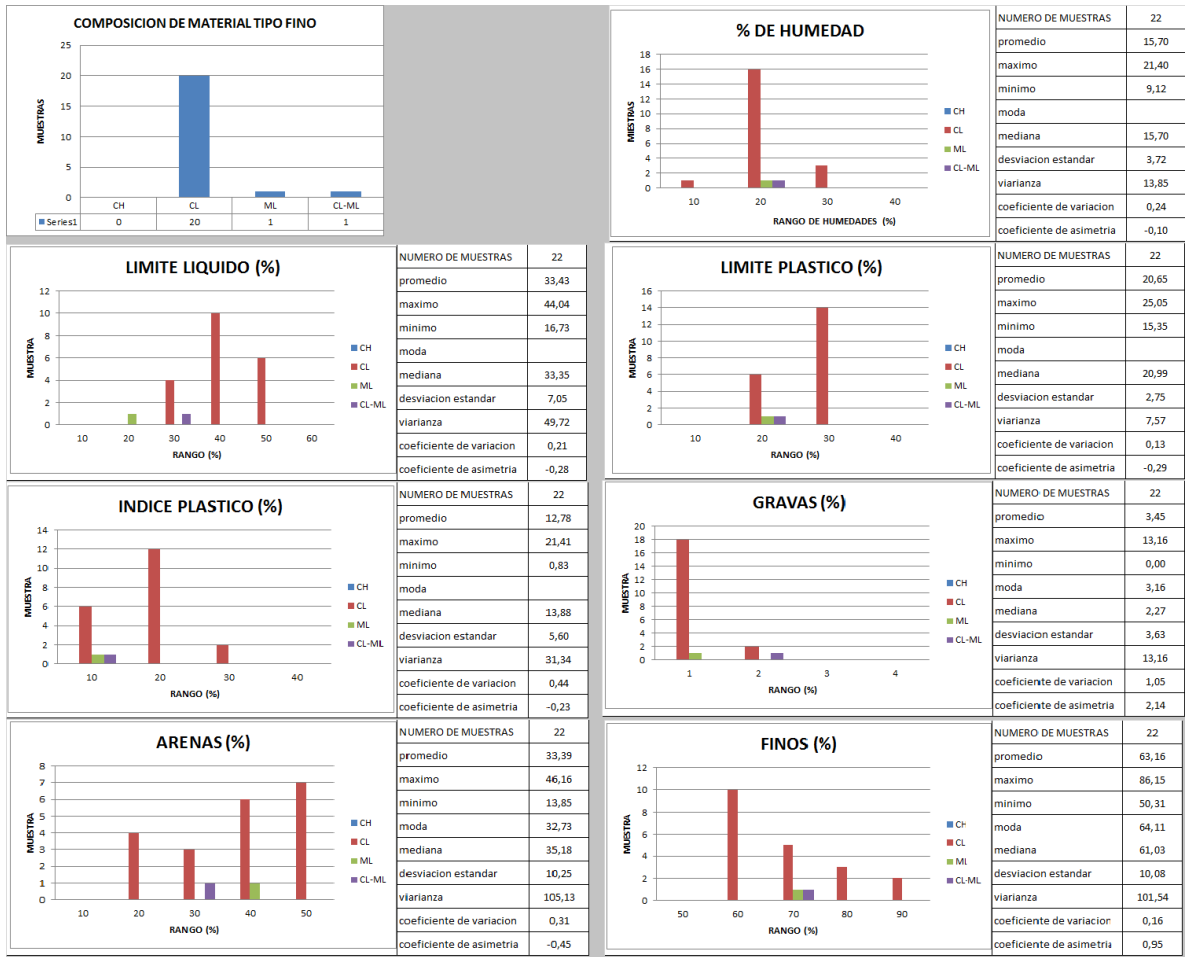 COMPOSICION DE MATERIAL TIPO FINO
MUESTRAS
25
20
15
10
5
0
CH CL ML CL-ML
Series1 0 20 1 1
% DE HUMEDAD
MIESTRAS
18
16
14
12
10
8
6
4
2
0
10 20 30 40
RANGO DE HUMEDADES (%)
CH
CL
ML
CL-ML
NUMERO DE MUESTRAS 22
promedio 15,70
maximo 21,40
minimo 9,12
moda
mediana 15,70
desviacion estandar 3,72
viarianza 13,85
coeficiente de variacion 0,24
coeficiente de asimetria -0,10
LIMITE LIQUIDO (%)
MUESTRA
12
10
8
6
4
2
0
10 20 30 40 50 60
RANGO (%)
CH
CL
ML
CL-ML
NUMERO DE MUESTRAS 22
promedio 33,43
maximo 44,04
minimo 16,73
moda
mediana 33,35
desviacion estandar 7,05
viarianza 49,72
coeficiente de variacion 0,21
coeficiente de asimetria -0,28
LIMITE PLASTICO (%)
MUESTRA
16
14
12
10
8
6
4
2
0
10 20 30 40
RANGO (%)
CH
CL
ML
CL-ML
NUMERO DE MUESTRAS 22
promedio 20,65
maximo 25,05
minimo 15,35
moda
mediana 20,99
desviacion estandar 2,75
viarianza 7,57
coeficiente de variacion 0,13
coeficiente de asimetria -0,29
INDICE PLASTICO (%)
MUESTRA
14
12
10
8
6
4
2
0
10 20 30 40
RANGO (%)
CH
CL
ML
CL-ML
NUMERO DE MUESTRAS 22
promedio 12,78
maximo 21,41
minimo 0,83
moda
mediana 13,88
desviacion estandar 5,60
viarianza 31,34
coeficiente de variacion 0,44
coeficiente de asimetria -0,23
GRAVAS (%)
MUESTRA
20
18
16
14
12
10
8
6
4
2
0
1 2 3 4
RANGO (%)
CH
CL
ML
CL-ML
NUMERO DE MUESTRAS 22
promedio 3,45
maximo 13,16
minimo 0,00
moda 3,16
mediana 2,27
desviacion estandar 3,63
viarianza 13,16
coeficiente de variacion 1,05
coeficiente de asimetria 2,14
ARENAS (%)
MUESTRA
8
7
6
5
4
3
2
1
0
10 20 30 40 50
RANGO (%)
CH
CL
ML
CL-ML
NUMERO DE MUESTRAS 22
promedio 33,39
maximo 46,16
minimo 13,85
moda 32,73
mediana 35,18
desviacion estandar 10,25
viarianza 105,13
coeficiente de variacion 0,31
coeficiente de asimetria -0,45
FINOS (%)
MUESTRA
12
10
8
6
4
2
0
50 60 70 80 90
RANGO (%)
CH
CL
ML
CL-ML
NUMERO DE MUESTRAS 22
promedio 63,16
maximo 86,15
minimo 50,31
moda 64,11
mediana 61,03
desviacion estandar 10,08
viarianza 101,54
coeficiente de variacion 0,16
coeficiente de asimetria 0,95